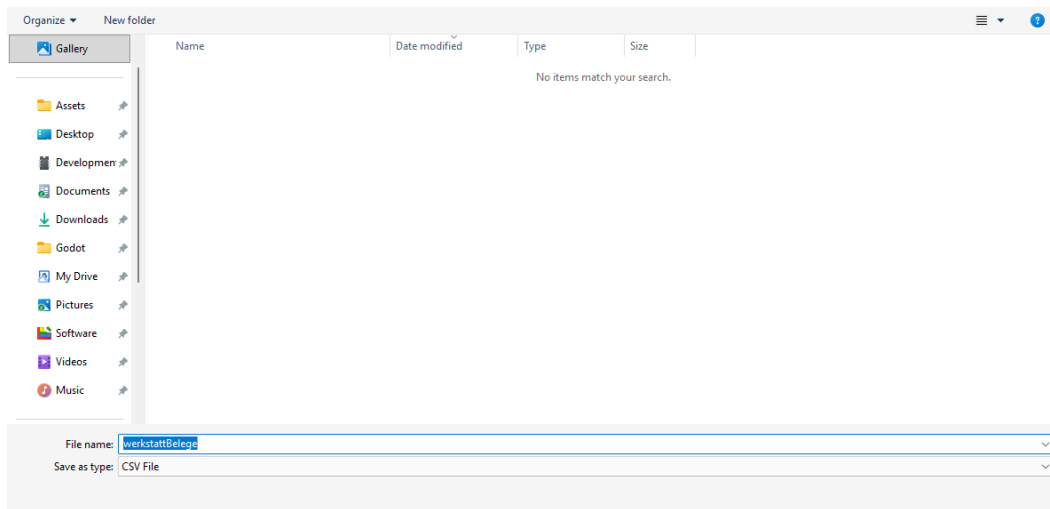 Organize New folder
Gallery
Name Date modified Type Size
No items match your search.
Assets
Desktop
Developmen
Documents
Downloads
Godot
My Drive
Pictures
Software
Videos
Music
File name: werkstattBelege
Save as type: CSV File